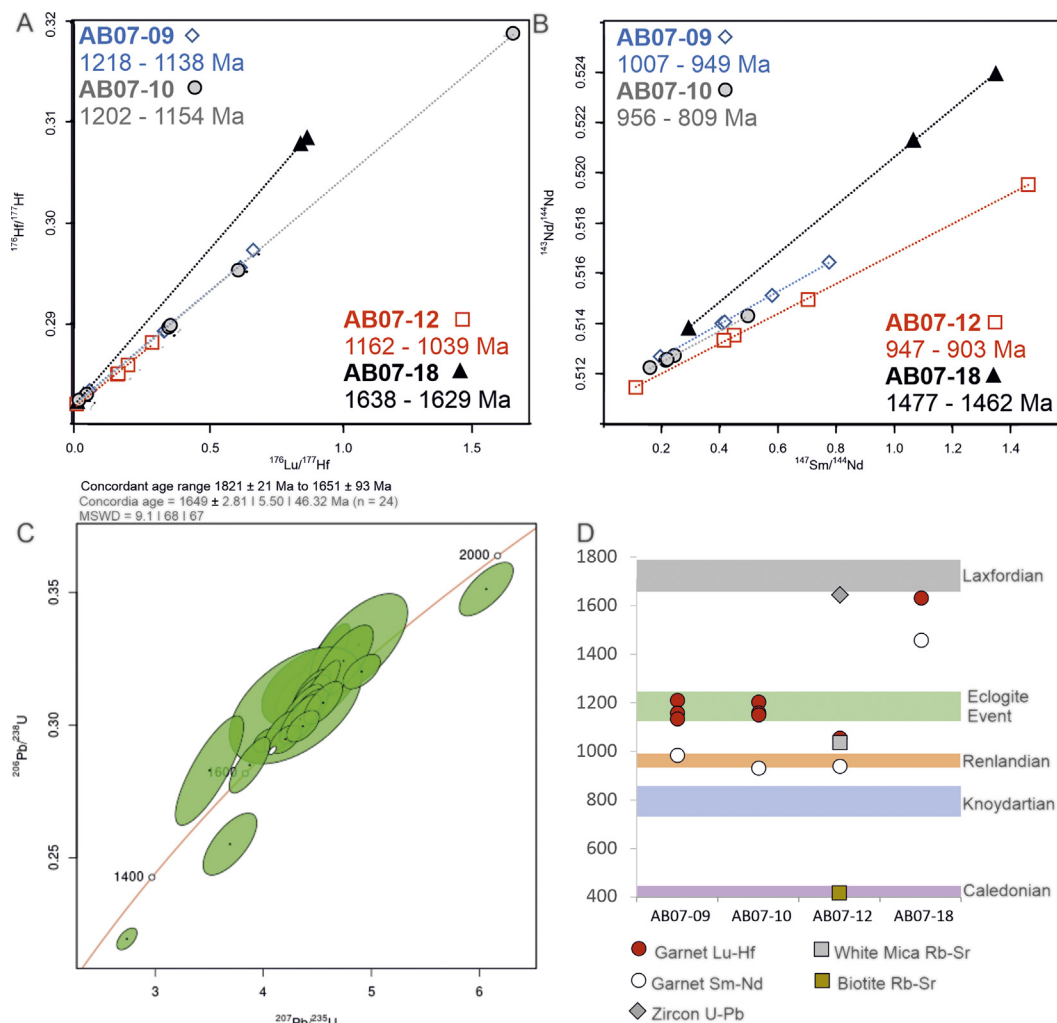 A
0.32
AB07-09
1218 - 1138 Ma
AB07-10
1202 - 1154 Ma
0.31
176Hf/177Hf
0.30
0.29
AB07-12
1162 - 1039 Ma
AB07-18
1638 - 1629 Ma
0.0 0.5 1.0 1.5
176Lu/177Hf
B
AB07-09
1007 - 949 Ma
AB07-10
956 - 809 Ma
0.524
0.522
0.520
143Nd/144Nd
0.518
0.516
0.514
0.512
AB07-12
947 - 903 Ma
AB07-18
1477 - 1462 Ma
0.2 0.4 0.6 0.8 1.0 1.2 1.4
147Sm/144Nd
Concordant age range 1821 ± 21 Ma to 1651 ± 93 Ma
Concordia age = 1649 ± 2.81 | 5.50 | 46.32 Ma (n = 24)
MSWD = 9.1 | 68 | 67
C
2000
0.35
0.30
206Pb/238U
1600
0.25
1400
3 4 5 6
207Pb/235U
D
1800
Laxfordian
1600
1400
1200
Eclogite
Event
1000
Renlandian
800
Knoydartian
600
400
Caledonian
AB07-09 AB07-10 AB07-12 AB07-18
Garnet Lu-Hf
White Mica Rb-Sr
Garnet Sm-Nd
Biotite Rb-Sr
Zircon U-Pb